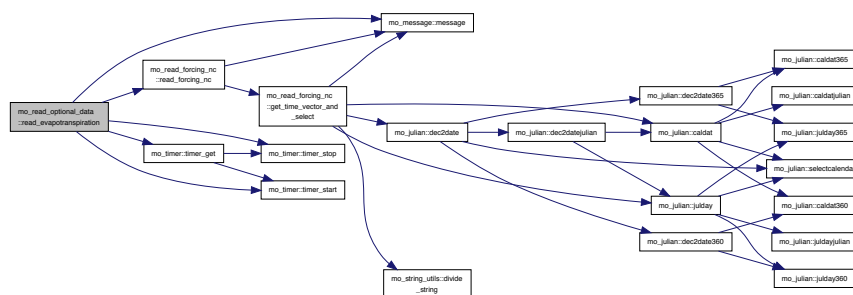 mo_read_optional_data
::read_evapotranspiration
mo_read_forcing_nc
::read_forcing_nc
mo_timer::timer_get
mo_message::message
mo_read_forcing_nc
::get_time_vector_and
_select
mo_timer::timer_stop
mo_timer::timer_start
mo_julian::dec2date
mo_string_utils::divide
_string
mo_julian::dec2datejulian
mo_julian::dec2date365
mo_julian::caldat
mo_julian::julday
mo_julian::dec2date360
mo_julian::caldat365
mo_julian::caldatjulian
mo_julian::julday365
mo_julian::selectcalendar
mo_julian::caldat360
mo_julian::juldayjulian
mo_julian::julday360